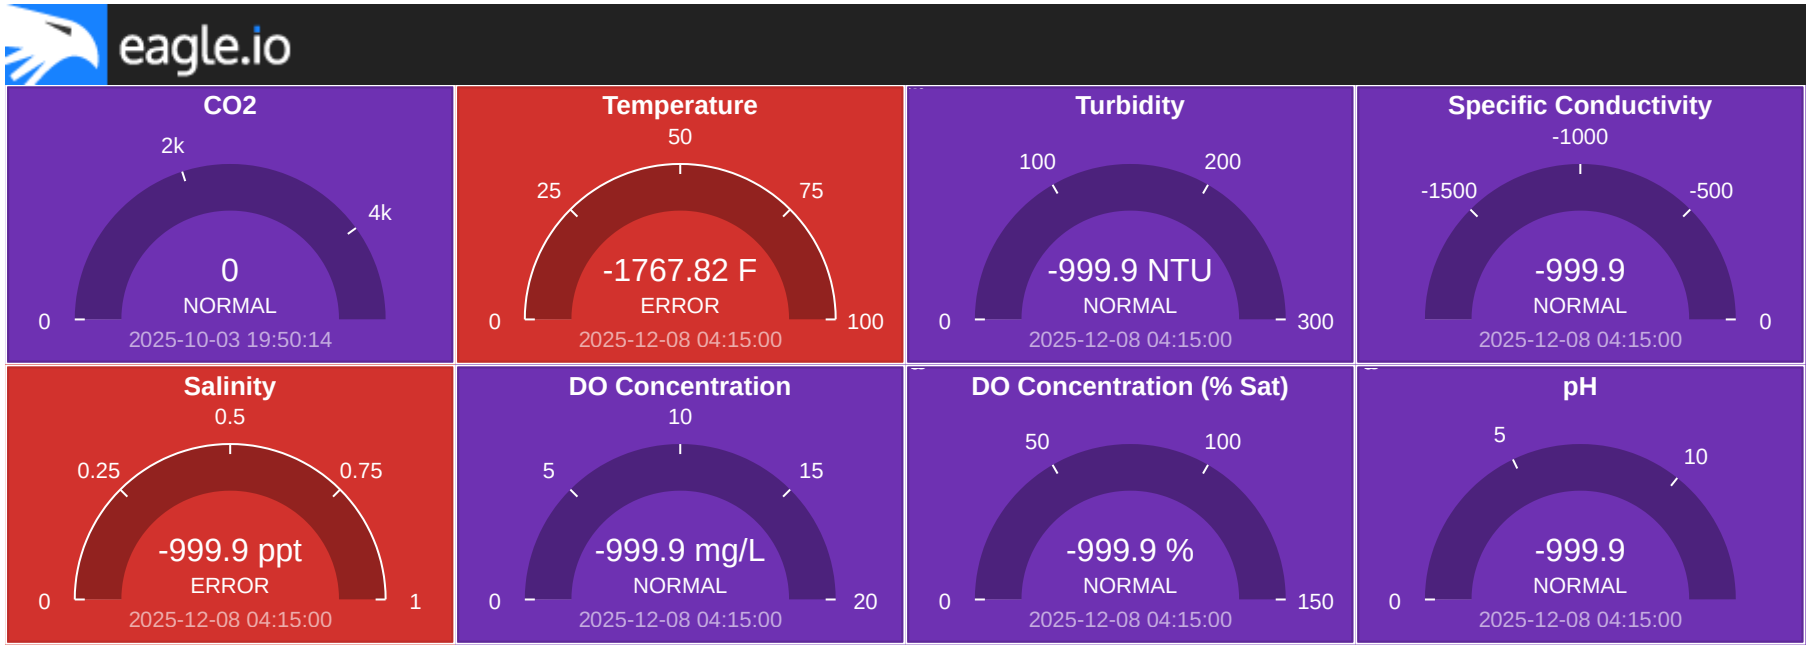 eagle.io
CO2
2k
4k
0
NORMAL
0
2025-10-03 19:50:14
Temperature
50
25
75
-1767.82 F
ERROR
0
100
2025-12-08 04:15:00
Turbidity
100
200
-999.9 NTU
NORMAL
0
300
2025-12-08 04:15:00
Specific Conductivity
-1000
-1500
-500
-999.9
NORMAL
0
2025-12-08 04:15:00
Salinity
0.5
0.25
0.75
-999.9 ppt
ERROR
0
1
2025-12-08 04:15:00
DO Concentration
10
5
15
-999.9 mg/L
NORMAL
0
20
2025-12-08 04:15:00
DO Concentration (% Sat)
50
100
-999.9 %
NORMAL
0
150
2025-12-08 04:15:00
pH
5
10
-999.9
NORMAL
0
2025-12-08 04:15:00